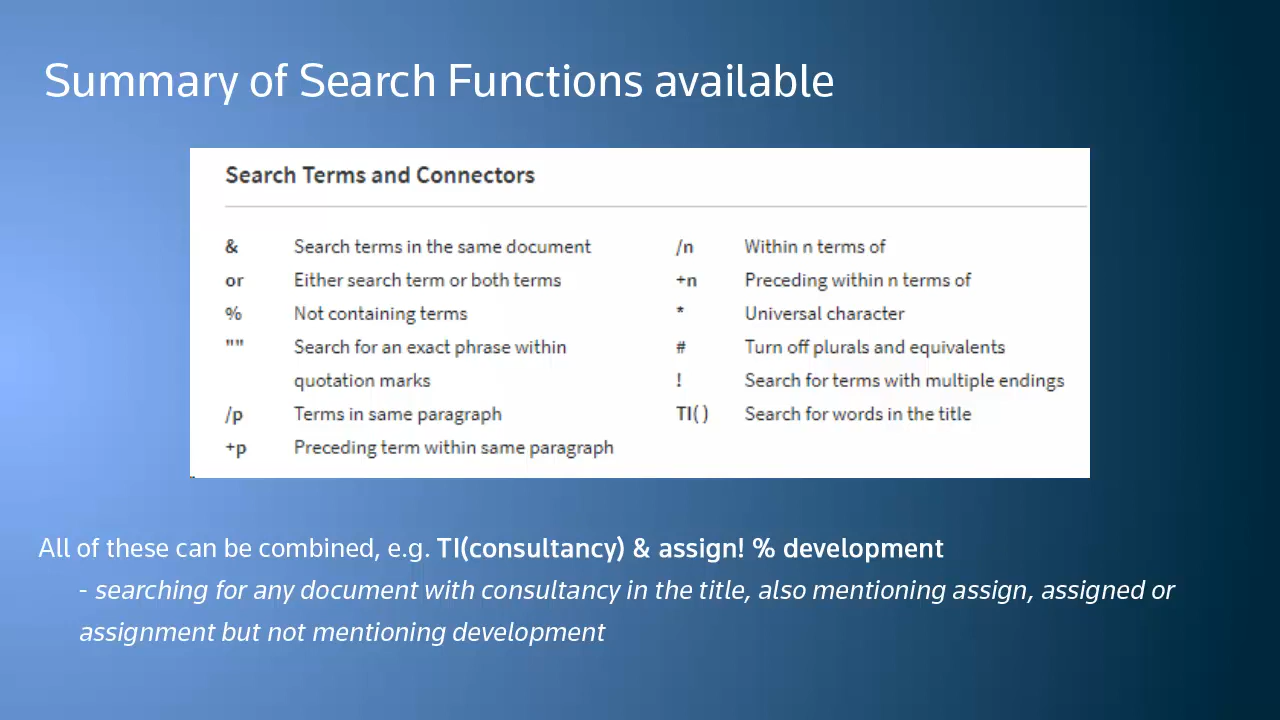 Summary of Search Functions available
Search Terms and Connectors
& Search terms in the same document
or Either search term or both terms
% Not containing terms
"" Search for an exact phrase within
quotation marks
/p Terms in same paragraph
+p Preceding term within same paragraph
/n Within n terms of
+n Preceding within n terms of
* Universal character
# Turn off plurals and equivalents
! Search for terms with multiple endings
TI( ) Search for words in the title
All of these can be combined, e.g. TI(consultancy) & assign! % development
- searching for any document with consultancy in the title, also mentioning assign, assigned or
assignment but not mentioning development